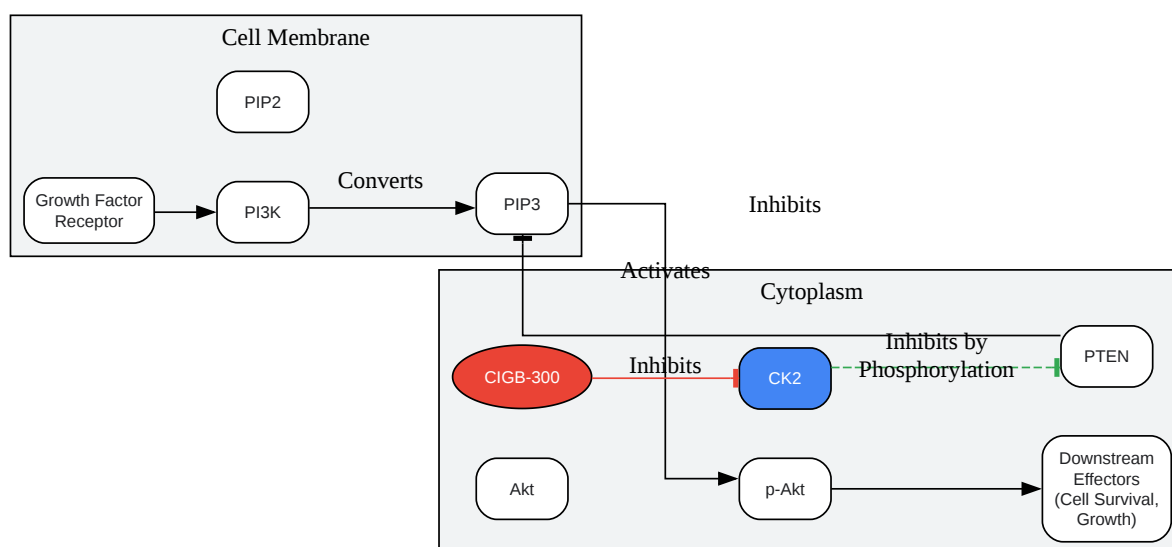 Cell Membrane
PIP2
Growth Factor
Receptor
PI3K
Converts
PIP3
Inhibits
Activates
Cytoplasm
CIGB-300
Inhibits
CK2
Inhibits by
Phosphorylation
PTEN
Akt
p-Akt
Downstream
Effectors
(Cell Survival,
Growth)